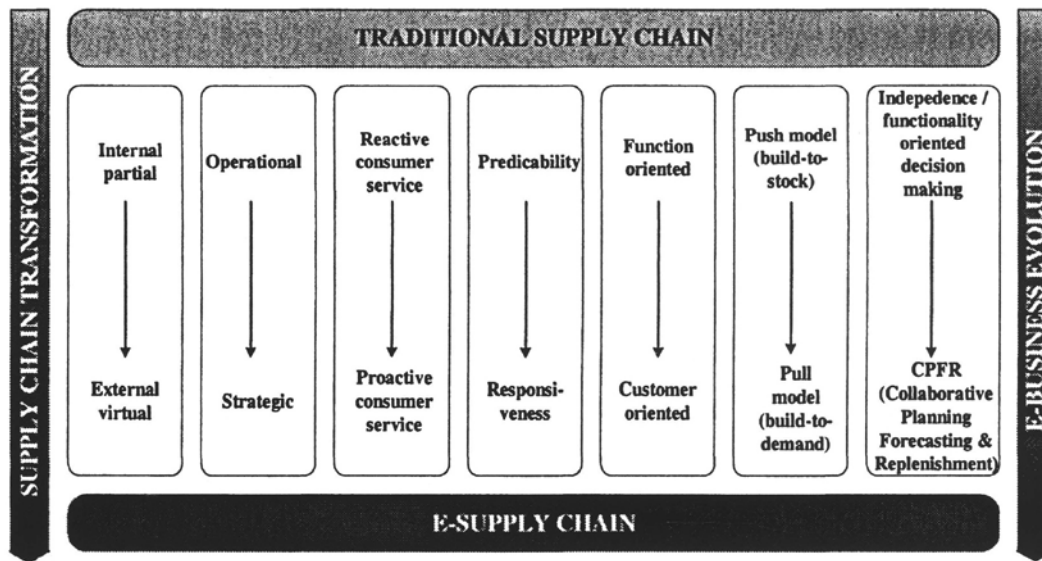 SUPPLY CHAIN TRANSFORMATION
TRADITIONAL SUPPLY CHAIN
Internal
partial
External
virtual
Operational
Strategic
Reactive
consumer
service
Proactive
consumer
service
Predicability
Responsi-
veness
Function
oriented
Customer
oriented
Push model
(build-to-
stock)
Pull
model
(build-to-
demand)
Indepedence /
functionality
oriented
decision
making
CPFR
(Collaborative
Planning
Forecasting &
Replenishment)
E-SUPPLY CHAIN
E-BUSINESS EVOLUTION